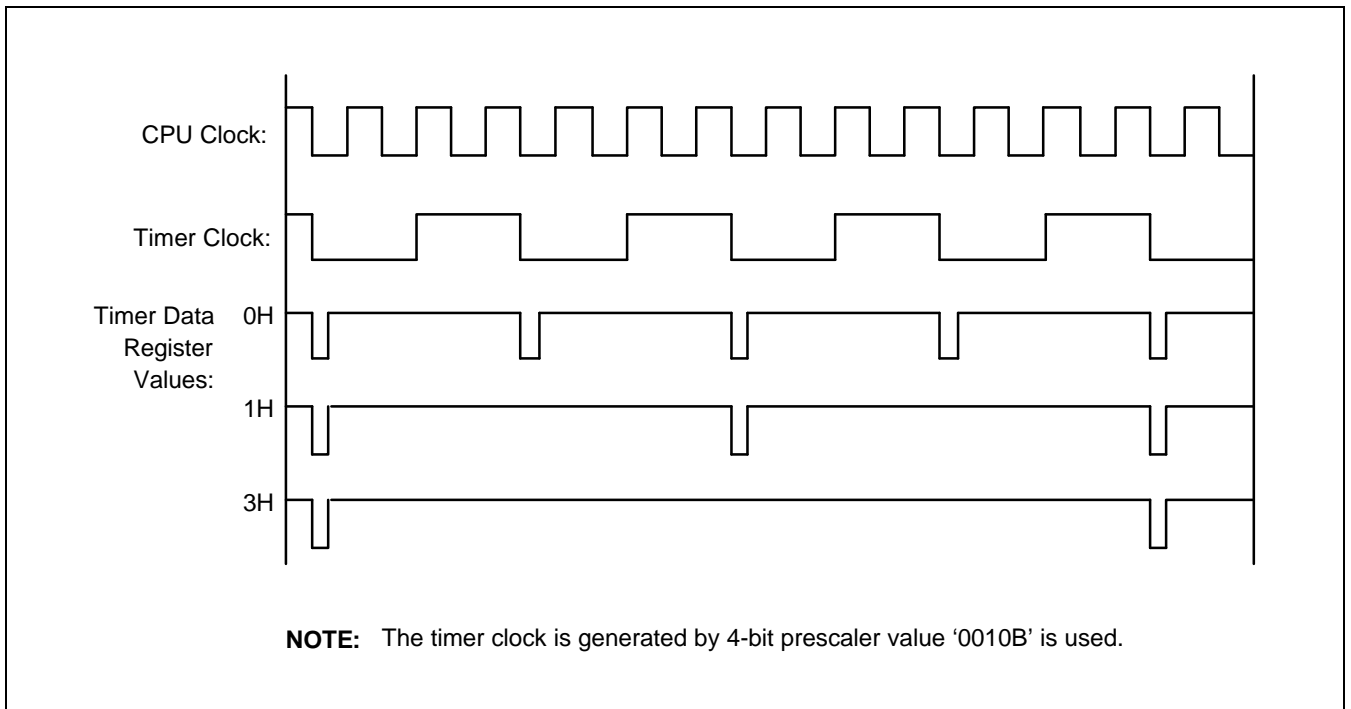 CPU Clock:
Timer Clock:
Timer Data 0H
Register
Values:
1H
3H
NOTE: The timer clock is generated by 4-bit prescaler value ‘0010B’ is used.